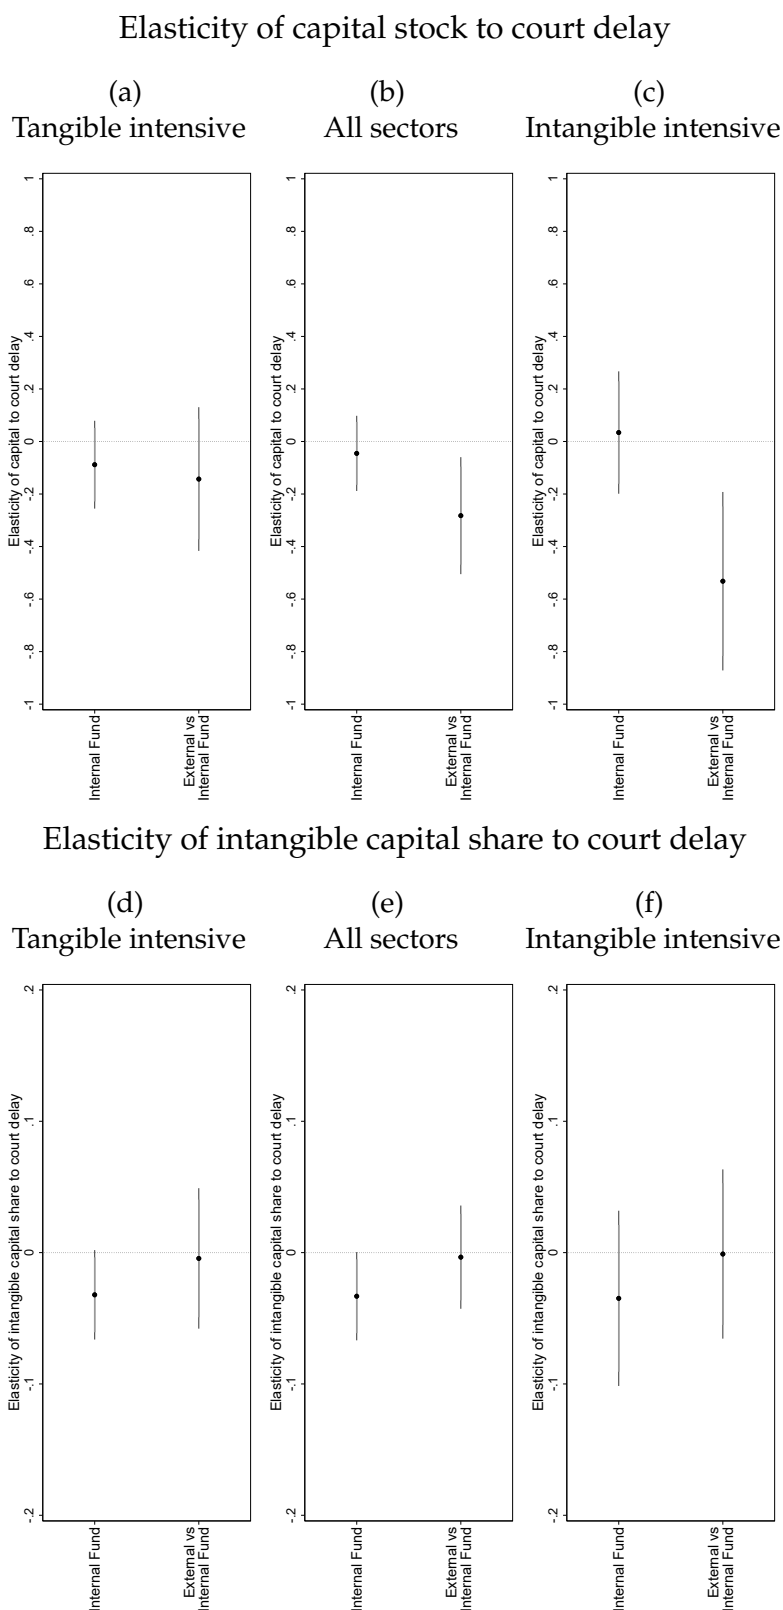 Elasticity of capital stock to court delay
(a)
Tangible intensive
Elasticity of capital to court delay
1
.8
.6
.4
.2
0
-.2
-.4
-.6
-.8
-1
Internal Fund
External vs
Internal Fund
(b)
All sectors
Elasticity of capital to court delay
1
.8
.6
.4
.2
0
-.2
-.4
-.6
-.8
-1
Internal Fund
External vs
Internal Fund
(c)
Intangible intensive
Elasticity of capital to court delay
1
.8
.6
.4
.2
0
-.2
-.4
-.6
-.8
-1
Internal Fund
External vs
Internal Fund
Elasticity of intangible capital share to court delay
(d)
Tangible intensive
Elasticity of intangible capital share to court delay
.2
.1
0
-.1
-.2
Internal Fund
External vs
Internal Fund
(e)
All sectors
Elasticity of intangible capital share to court delay
.2
.1
0
-.1
-.2
Internal Fund
External vs
Internal Fund
(f)
Intangible intensive
Elasticity of intangible capital share to court delay
.2
.1
0
-.1
-.2
Internal Fund
External vs
Internal Fund